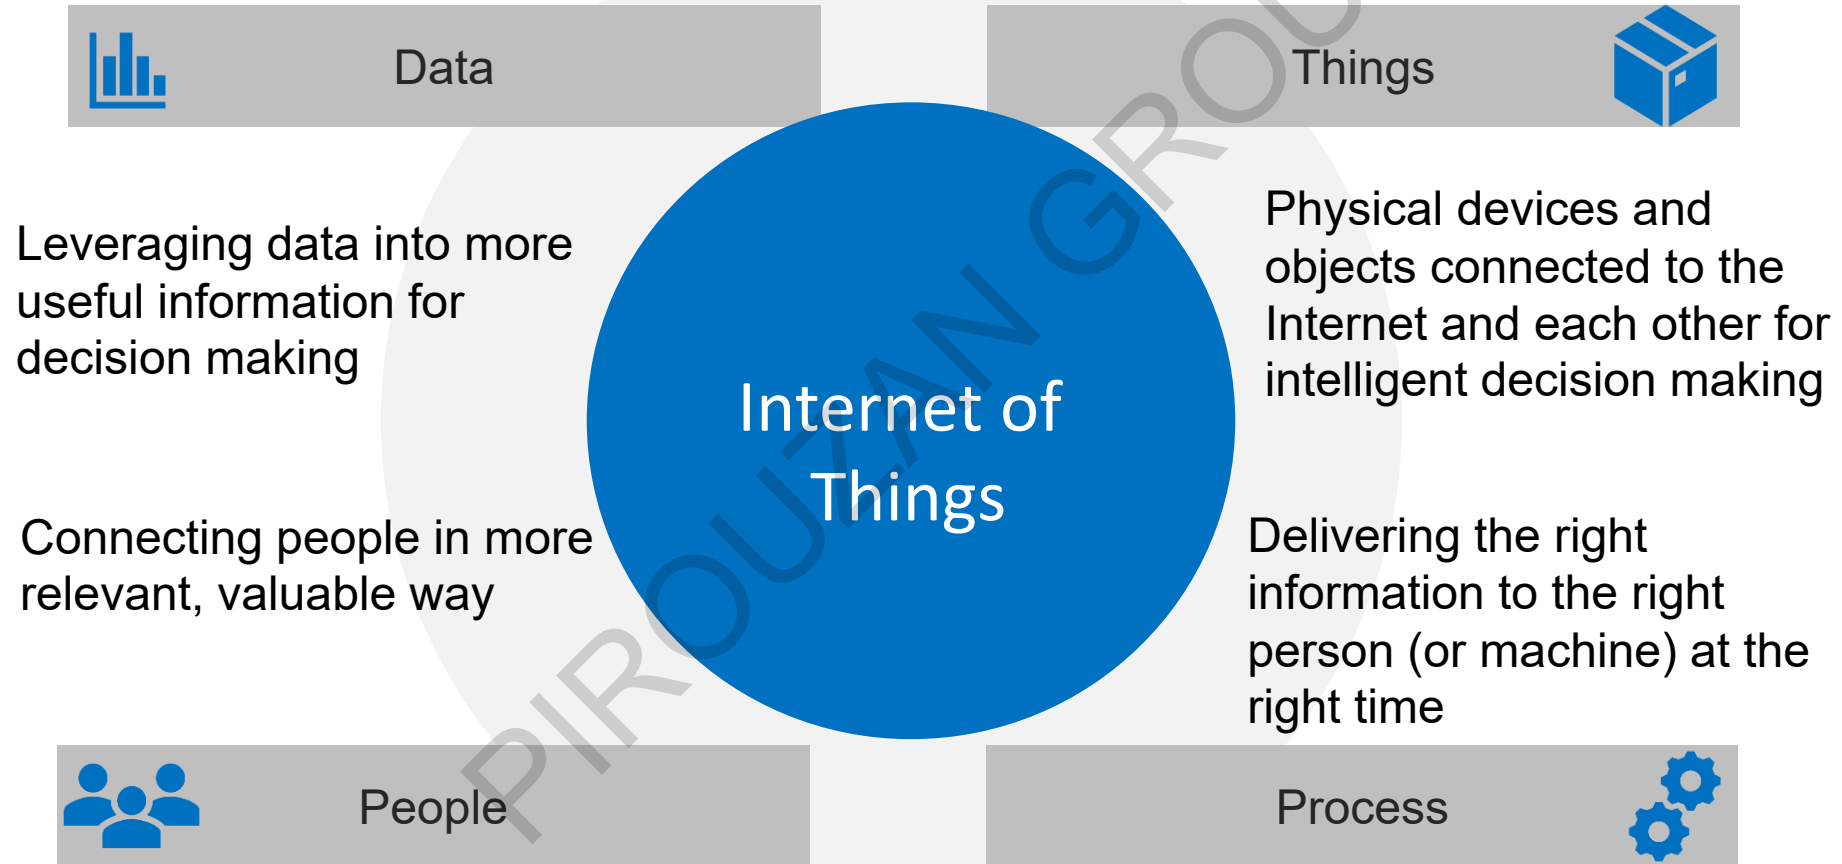 Data
Things
Leveraging data into more
useful information for
decision making
Physical devices and
objects connected to the
Internet and each other for
intelligent decision making
Internet of
Things
Connecting people in more
relevant, valuable way
Delivering the right
information to the right
person (or machine) at the
right time
People
Process
PIROUZAN GROU